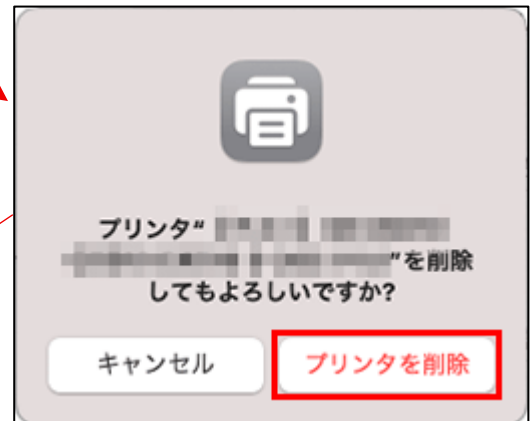 プリンタ“
”を削除
してもよろしいですか?
キャンセル
プリンタを削除